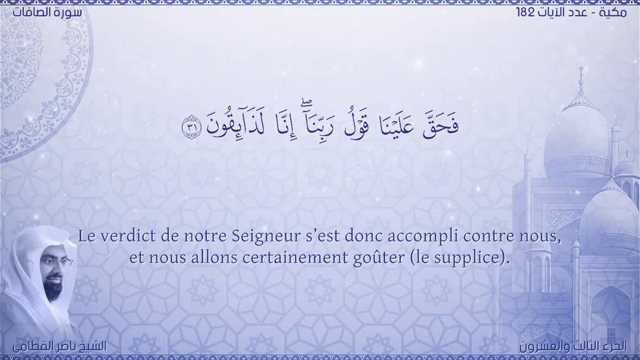 مكية - عدد الآيات 182
سورة الصافات
فَحَقَّ عَلَيْنَا قَوْلُ رَبِّنَآ ۖ إِنَّا لَذَآئِقُونَ ٣١
Le verdict de notre Seigneur s’est donc accompli contre nous,
et nous allons certainement goûter (le supplice).
الجزء الثالث والعشرون
الشيخ ناصر القطامي